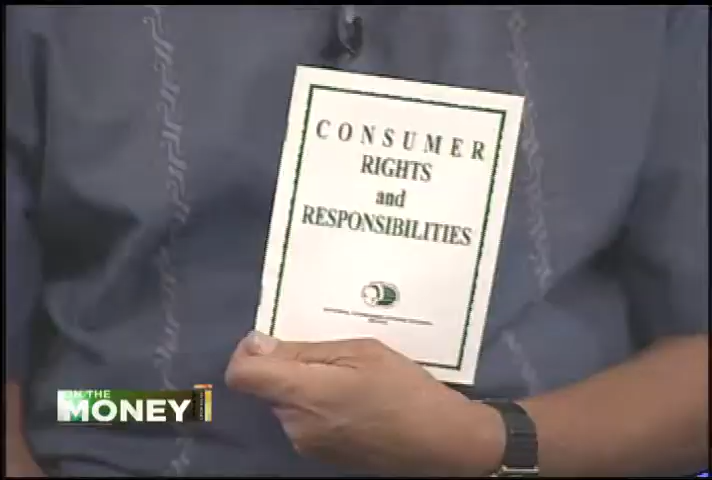 CONSUMER
RIGHTS
and
RESPONSIBILITIES
ON THE
MONEY